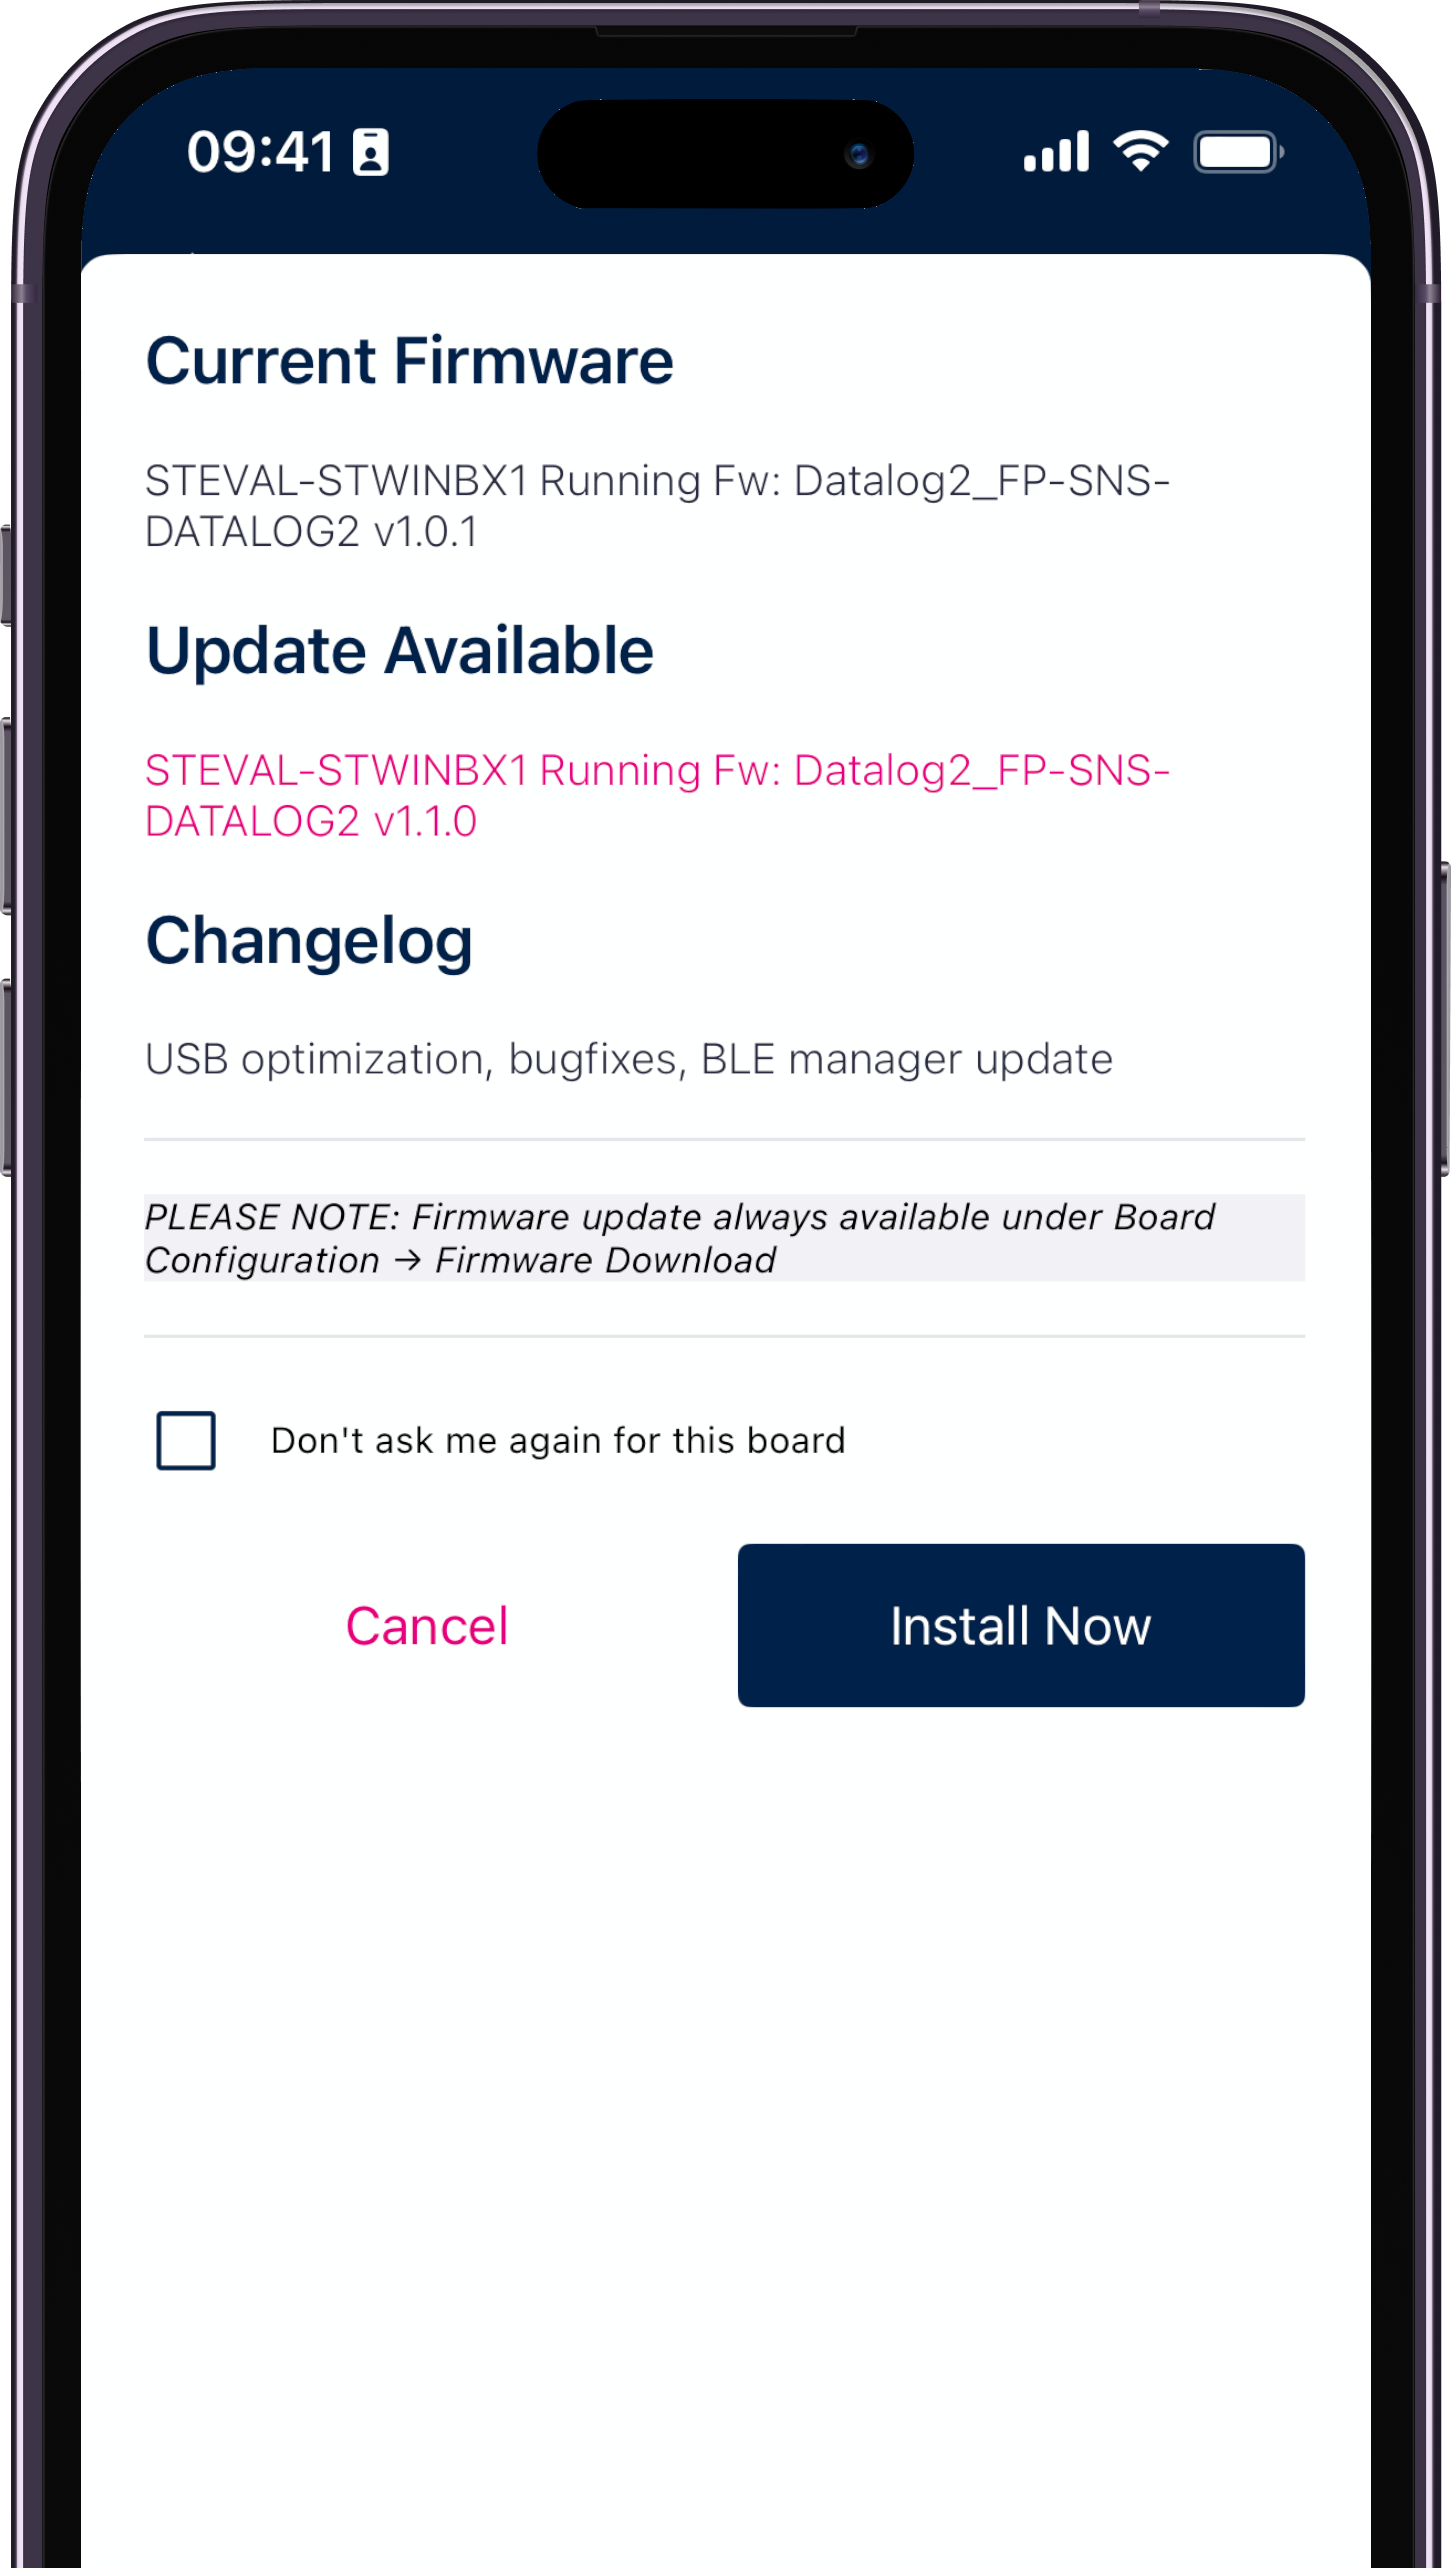 09:41
Current Firmware
STEVAL-STWINBX1 Running Fw: Datalog2_FP-SNS-
DATALOG2 v1.0.1
Update Available
STEVAL-STWINBX1 Running Fw: Datalog2_FP-SNS-
DATALOG2 v1.1.0
Changelog
USB optimization, bugfixes, BLE manager update
PLEASE NOTE: Firmware update always available under Board
Configuration → Firmware Download
Don't ask me again for this board
Cancel
Install Now